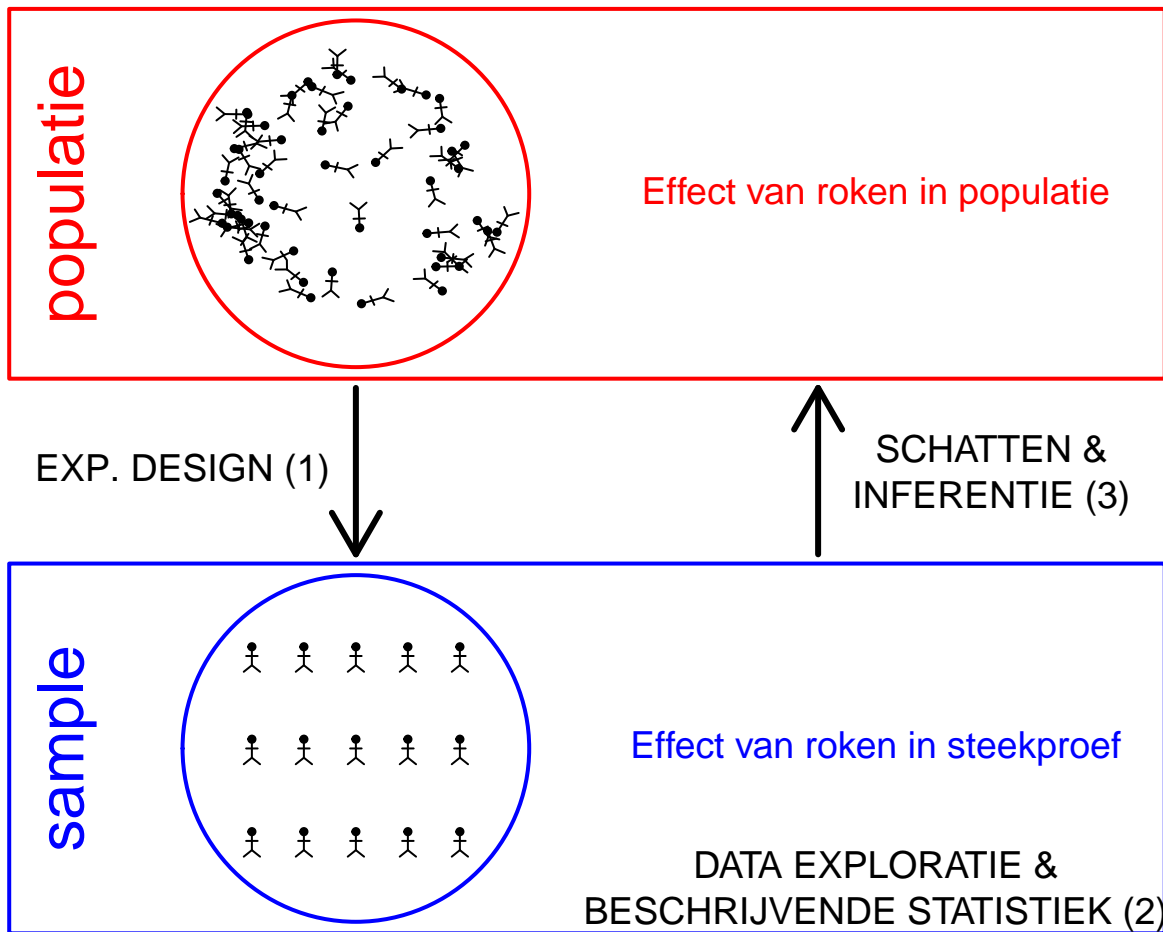 populatie
Effect van roken in populatie
EXP. DESIGN (1)
SCHATTEN &
INFERENTIE (3)
sample
Effect van roken in steekproef
DATA EXPLORATIE &
BESCHRIJVENDE STATISTIEK (2)